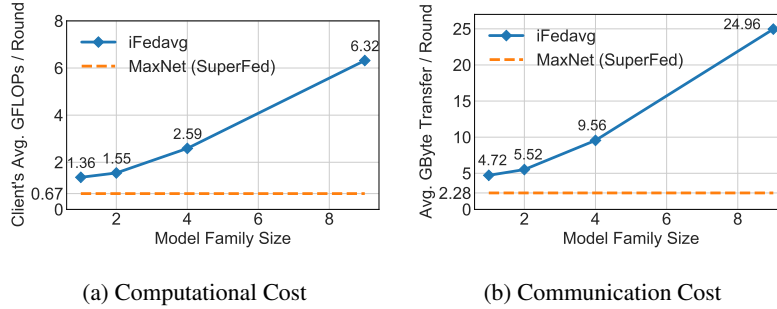 Client's Avg. GFLOPs / Round
8
6
4
2
0.67
0
iFedavg
MaxNet (SuperFed)
1.36
1.55
2.59
6.32
2
4
6
8
Model Family Size
(a) Computational Cost
Avg. GByte Transfer / Round
25
20
15
10
5
2.28
0
iFedavg
MaxNet (SuperFed)
4.72
5.52
9.56
24.96
2
4
6
8
Model Family Size
(b) Communication Cost